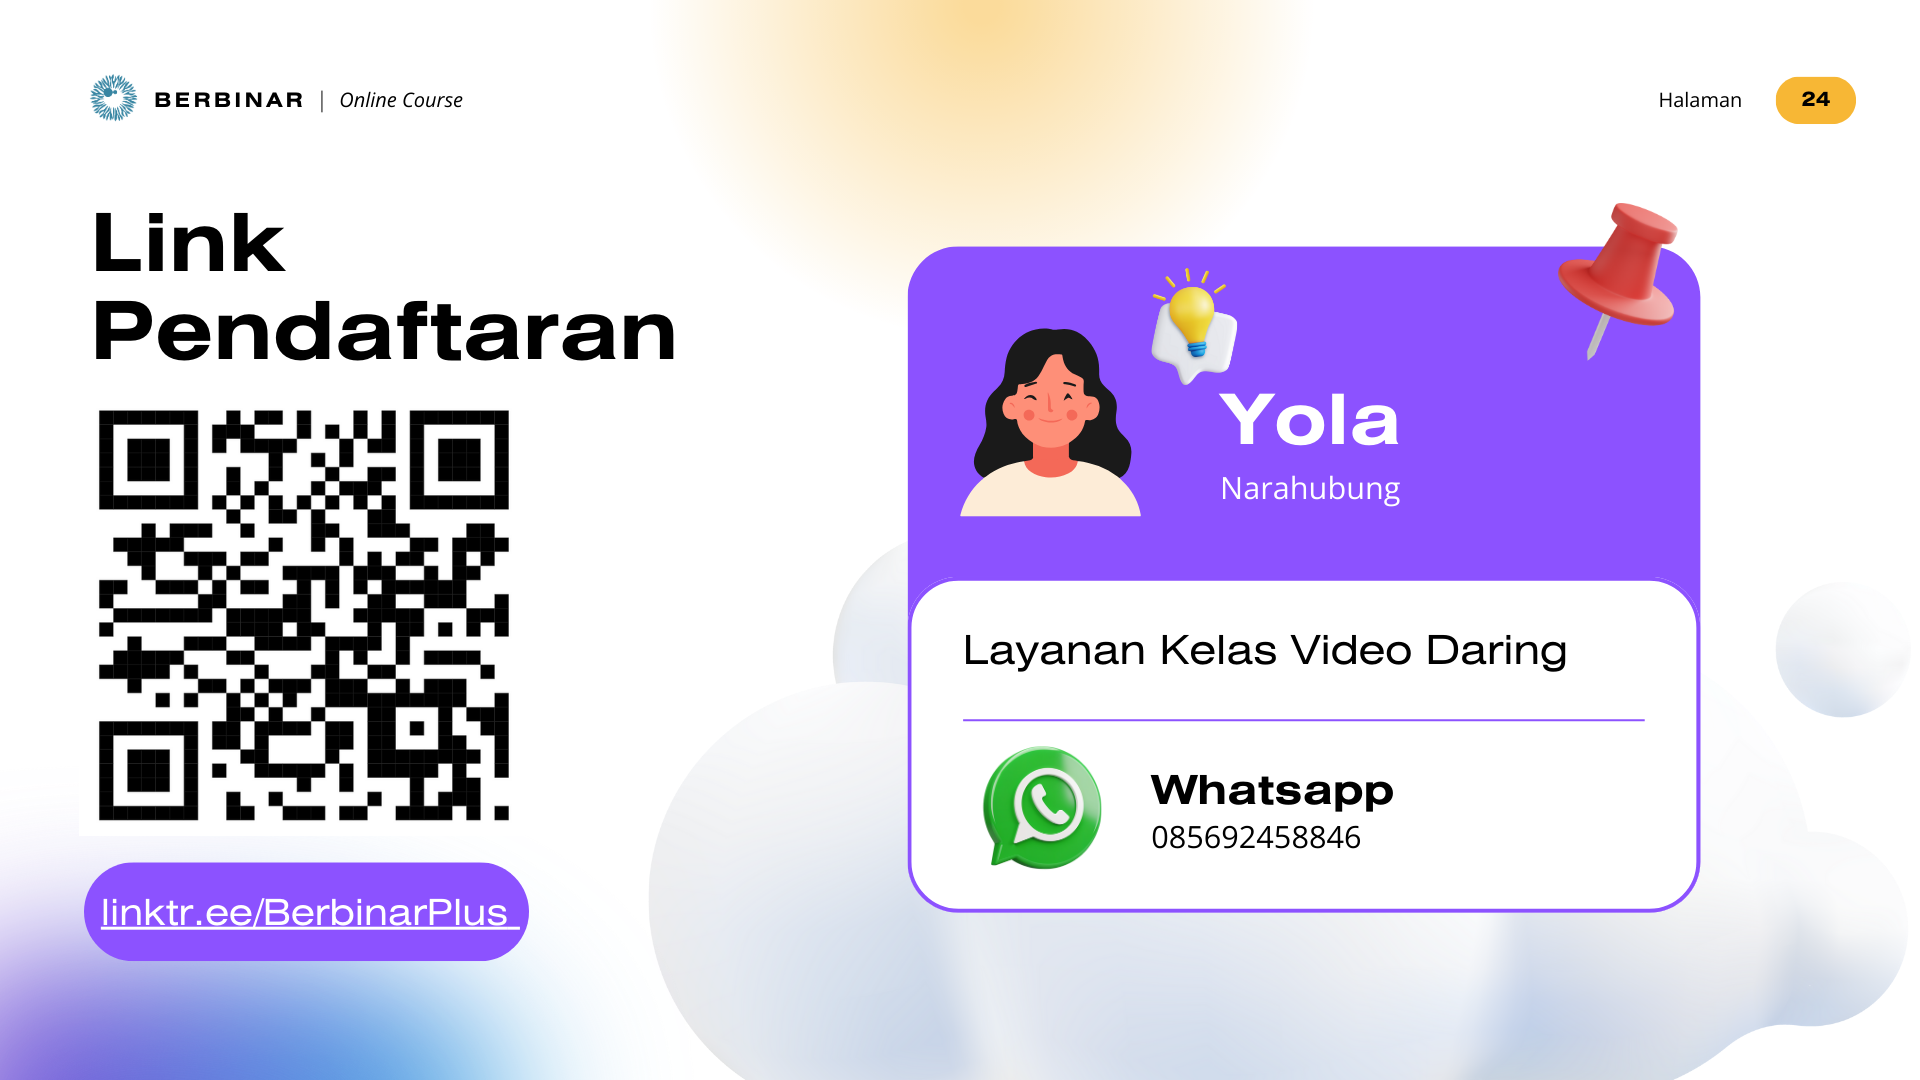 BERBINAR | Online Course
Halaman 24
Link
Pendaftaran
linktr.ee/BerbinarPlus
Yola
Narahubung
Layanan Kelas Video Daring
Whatsapp
085692458846